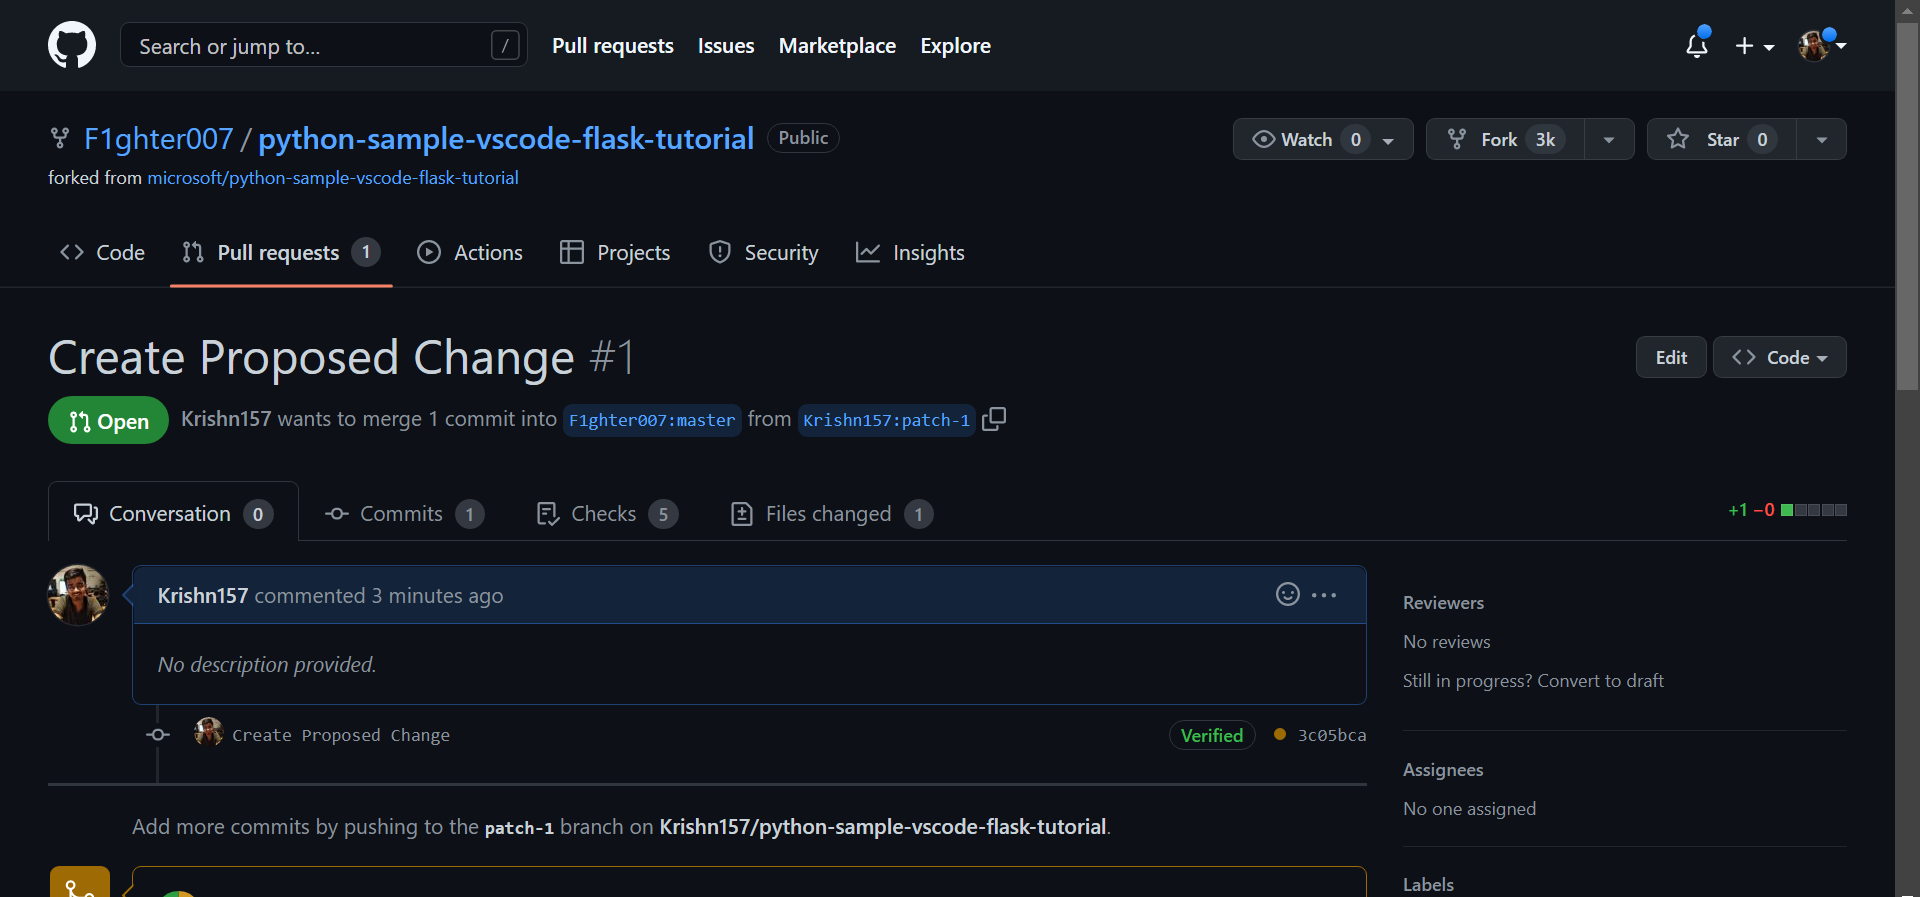 Search or jump to... /
Pull requests Issues Marketplace Explore
F1ghter007 / python-sample-vscode-flask-tutorial Public
Watch 0 Fork 3k Star 0
forked from microsoft/python-sample-vscode-flask-tutorial
Code Pull requests 1 Actions Projects Security Insights
Create Proposed Change #1
Edit Code
Open Krishn157 wants to merge 1 commit into F1ghter007:master from Krishn157:patch-1
Conversation 0 Commits 1 Checks 5 Files changed 1
+1 −0
Krishn157 commented 3 minutes ago
No description provided.
Create Proposed Change Verified 3c05bca
Add more commits by pushing to the patch-1 branch on Krishn157/python-sample-vscode-flask-tutorial.
Reviewers
No reviews
Still in progress? Convert to draft
Assignees
No one assigned
Labels